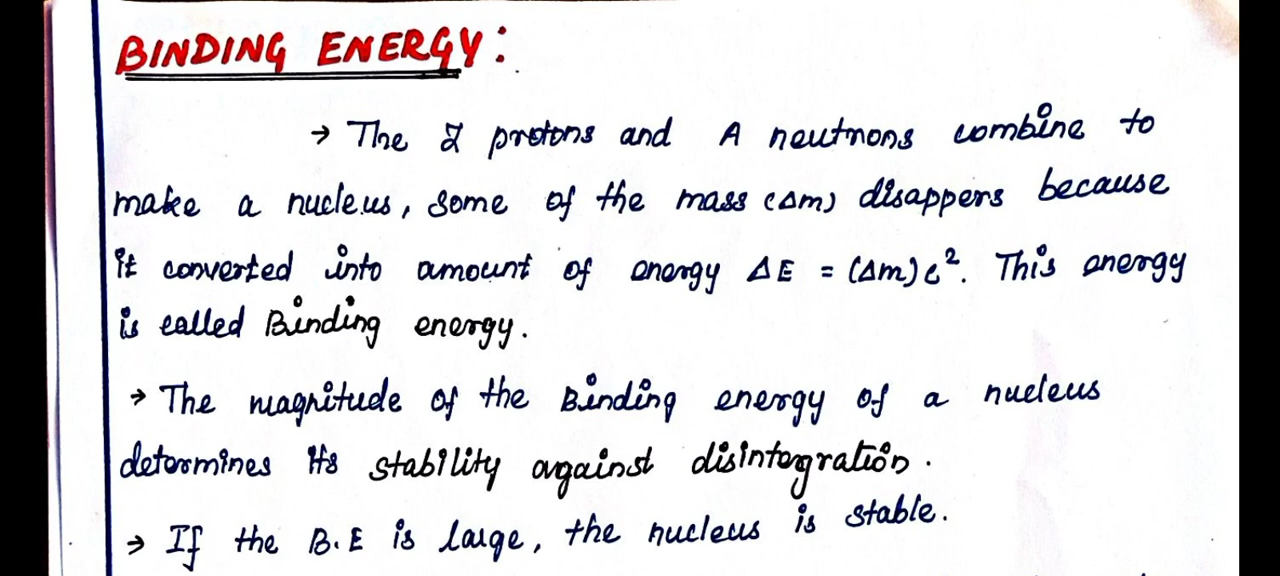 BINDING ENERGY:
→ The Z protons and A neutrons combine to
make a nucleus, some of the mass (Δm) disappers because
it converted into amount of energy ΔE = (Δm)c². This energy
is called Binding energy.
→ The magnitude of the Binding energy of a nucleus
determines its stability against disintegration.
→ If the B.E is large, the nucleus is stable.